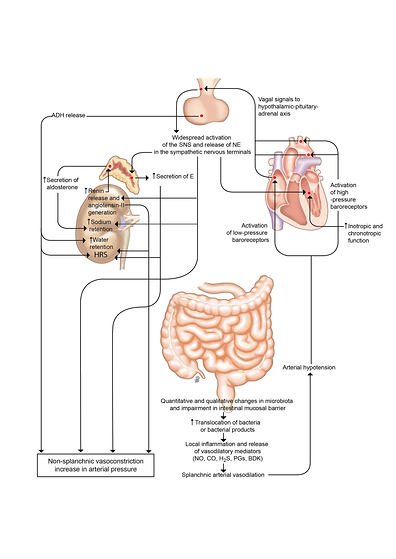 Vagal signals to
hypothalamic-pituitary-
adrenal axis
ADH release
Widespread activation
of the SNS and release of NE
in the sympathetic nervous terminals
↑Secretion of
aldosterone
↑Secretion of E
↑Renin
release and
angiotensin-II
generation
↑Sodium
retention
↑Water
retention
HRS
Activation
of high
-pressure
baroreceptors
Activation
of low-pressure
baroreceptors
↑Inotropic and
chronotropic
function
Arterial hypotension
Quantitative and qualitative changes in microbiota
and impairment in intestinal mucosal barrier
↑Translocation of bacteria
or bacterial products
Local inflammation and release
of vasodilatory mediators
(NO, CO, H₂S, PGs, BDK)
Splanchnic arterial vasodilation
Non-splanchnic vasoconstriction
increase in arterial pressure